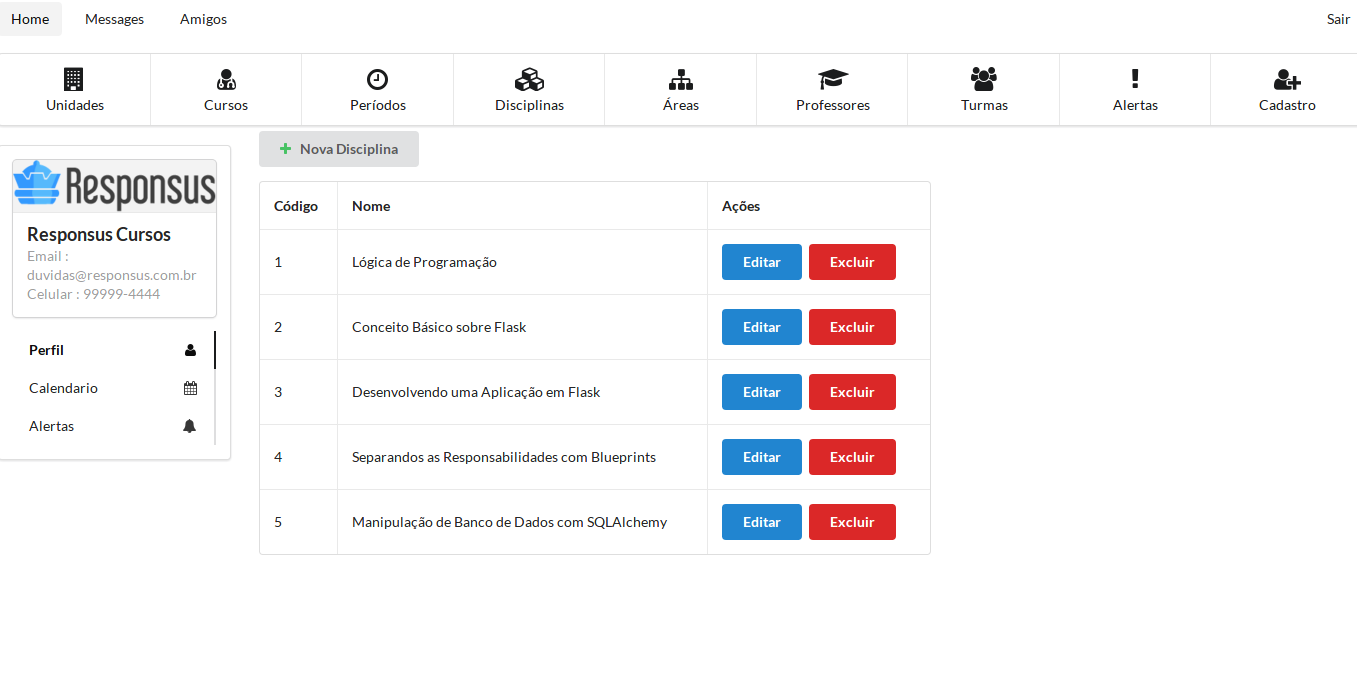 Home Messages Amigos Sair
Unidades Cursos Períodos Disciplinas Áreas Professores Turmas Alertas Cadastro
Responsus
Responsus Cursos
Email :
duvidas@responsus.com.br
Celular : 99999-4444
Perfil
Calendario
Alertas
Nova Disciplina
Código Nome Ações
1 Lógica de Programação Editar Excluir
2 Conceito Básico sobre Flask Editar Excluir
3 Desenvolvendo uma Aplicação em Flask Editar Excluir
4 Separandos as Responsabilidades com Blueprints Editar Excluir
5 Manipulação de Banco de Dados com SQLAlchemy Editar Excluir